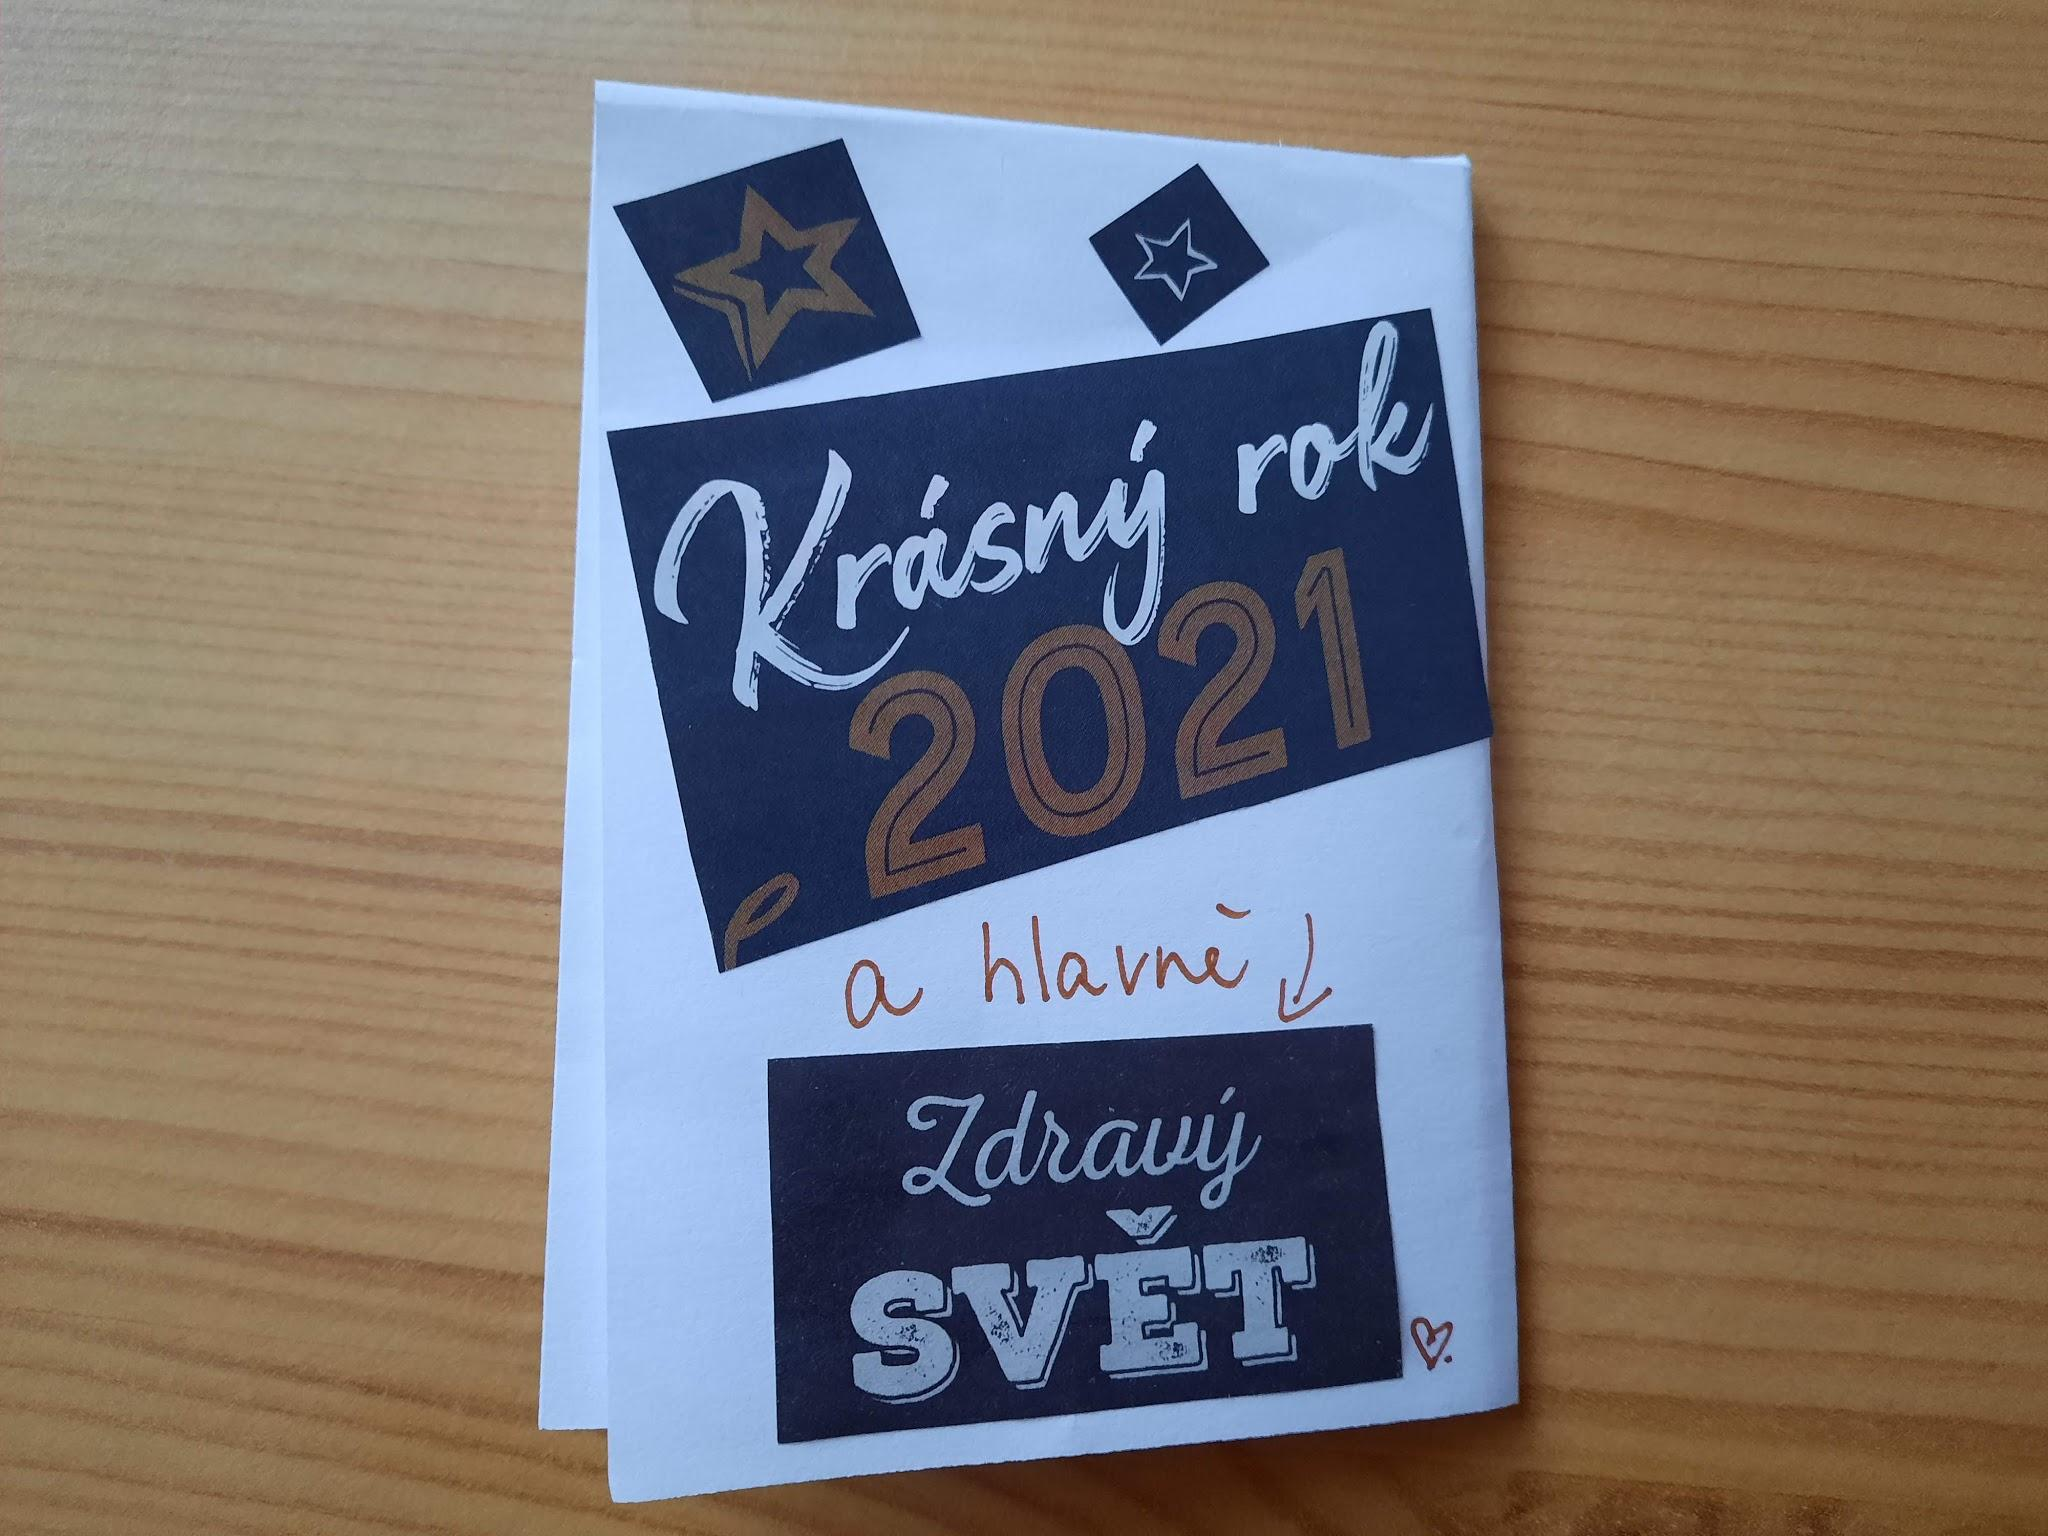 Krásný rok
2021
a hlavně
Zdravý
SVĚT